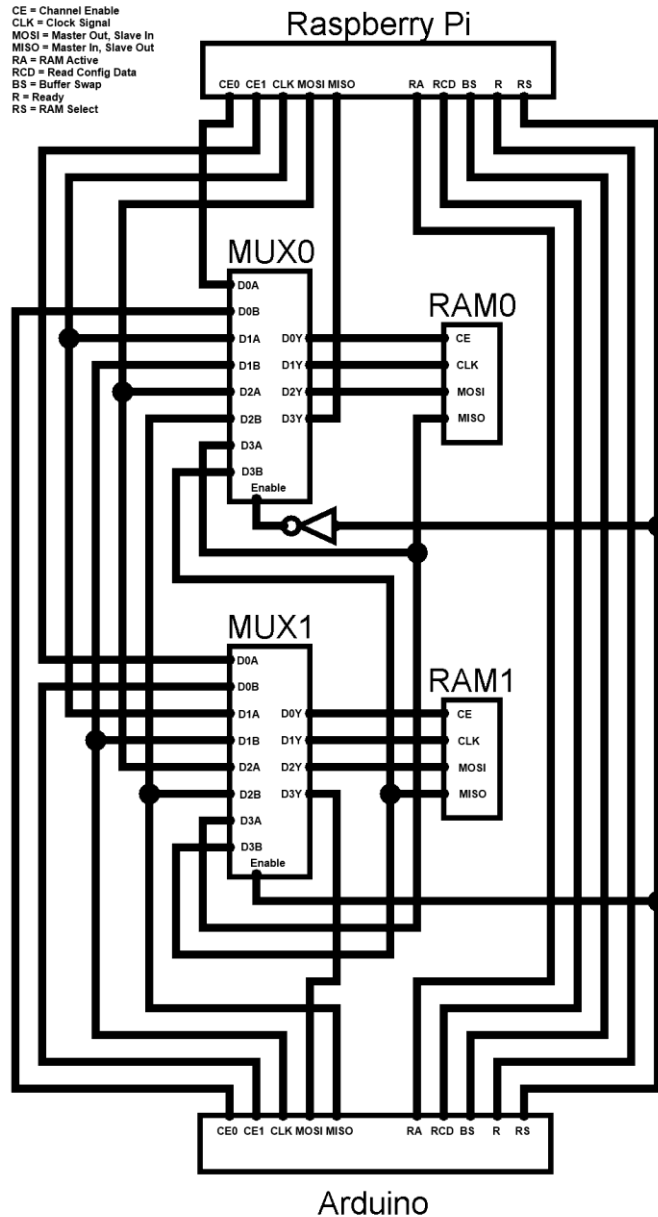 CE = Channel Enable
CLK = Clock Signal
MOSI = Master Out, Slave In
MISO = Master In, Slave Out
RA = RAM Active
RCD = Read Config Data
BS = Buffer Swap
R = Ready
RS = RAM Select
Raspberry Pi
CE0 CE1 CLK MOSI MISO RA RCD BS R RS
MUX0
D0A
D0B
D1A
D1B
D2A
D2B
D3A
D3B
D0Y
D1Y
D2Y
D3Y
Enable
RAM0
CE
CLK
MOSI
MISO
MUX1
D0A
D0B
D1A
D1B
D2A
D2B
D3A
D3B
D0Y
D1Y
D2Y
D3Y
Enable
RAM1
CE
CLK
MOSI
MISO
CE0 CE1 CLK MOSI MISO RA RCD BS R RS
Arduino